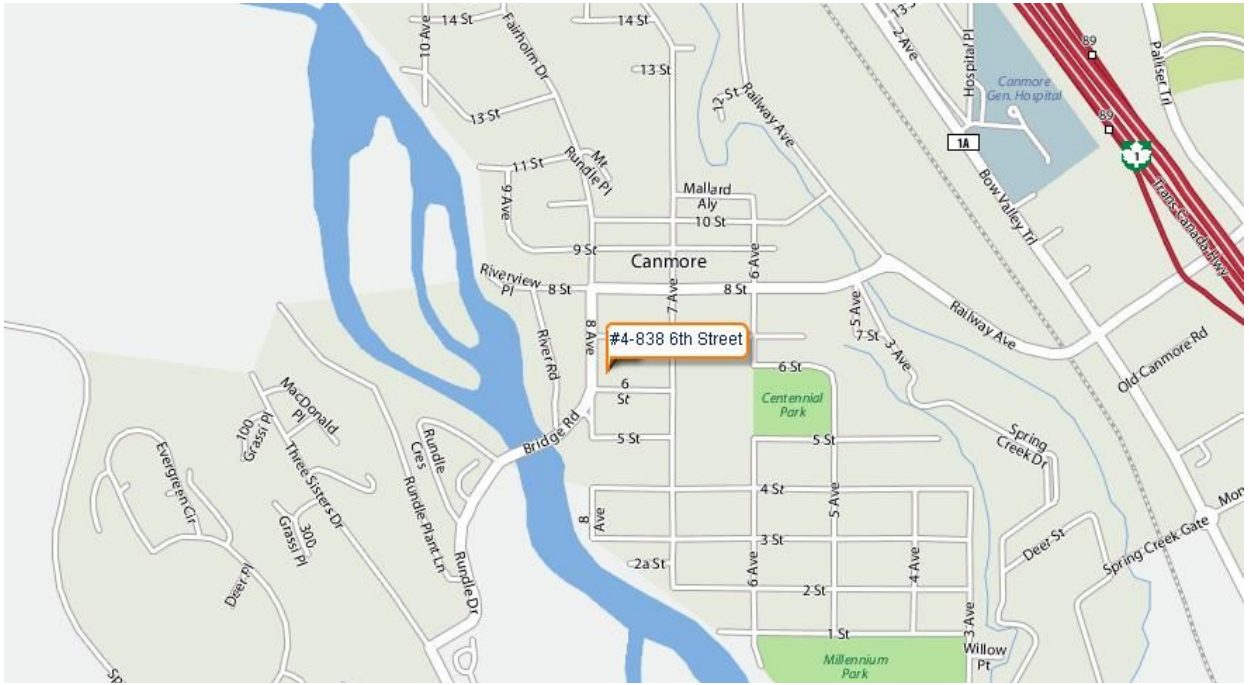 14 St
14 St
10 Ave
Fairholm Dr
13 St
13 St
12 St
Railway Ave
2 Ave
Hospital Pl
Canmore
Gen. Hospital
89
89
Palliser Trl
1A
1
Trans Canada Hwy
Bow Valley Trl
11 St
Mt
Rundle Pl
9 Ave
Mallard
Aly
10 St
9 St
Canmore
6 Ave
Riverview
Pl
8 St
7 Ave
8 St
5 Ave
7 St
3 Ave
Railway Ave
Old Canmore Rd
River Rd
8 Ave
#4-838 6th Street
6
St
6 St
Centennial
Park
MacDonald
Pl
100
Grassi Pl
Three Sisters Dr
Rundle
Cres
Bridge Rd
5 St
5 St
Spring
Creek Dr
Evergreen Cir
Rundle Plant Ln
300
Grassi Pl
4 St
8
Ave
5 Ave
3 St
Deer St
Spring Creek Gate
Deer Pl
Rundle Dr
2a St
6 Ave
2 St
4 Ave
3 Ave
1 St
Willow
Pt
Millennium
Park